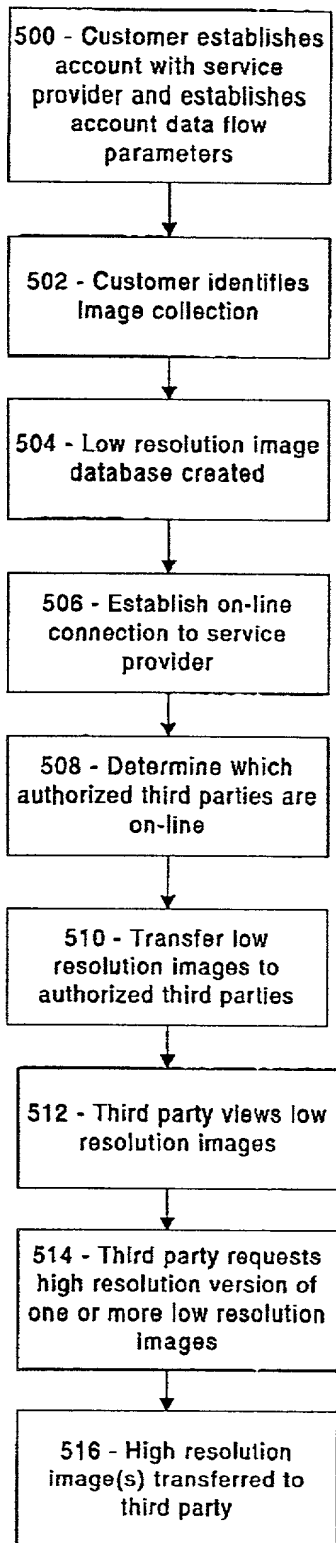 500 - Customer establishes
account with service
provider and establishes
account data flow
parameters
502 - Customer identifies
image collection
504 - Low resolution image
database created
506 - Establish on-line
connection to service
provider
508 - Determine which
authorized third parties are
on-line
510 - Transfer low
resolution images to
authorized third parties
512 - Third party views low
resolution images
514 - Third party requests
high resolution version of
one or more low resolution
images
516 - High resolution
image(s) transferred to
third party